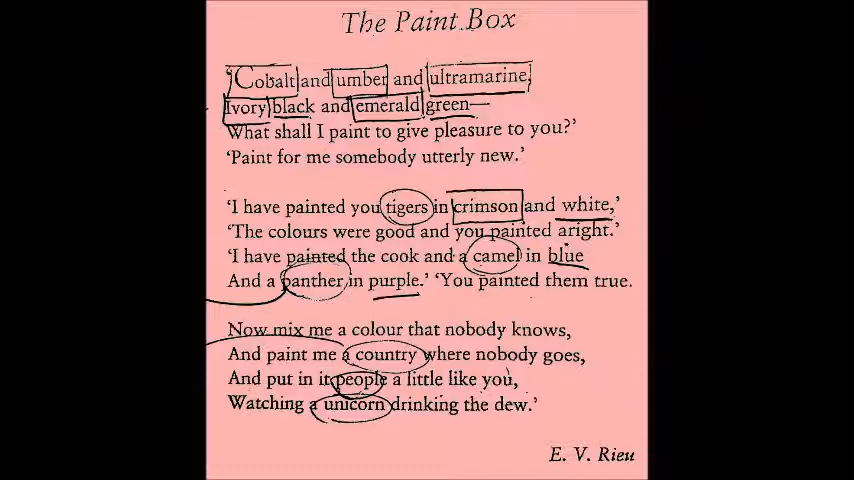 The Paint Box
'Cobalt and umber and ultramarine,
Ivory black and emerald green—
What shall I paint to give pleasure to you?'
'Paint for me somebody utterly new.'
'I have painted you tigers in crimson and white,'
'The colours were good and you painted aright.'
'I have painted the cook and a camel in blue
And a panther in purple.' 'You painted them true.
Now mix me a colour that nobody knows,
And paint me a country where nobody goes,
And put in it people a little like you,
Watching a unicorn drinking the dew.'
E. V. Rieu